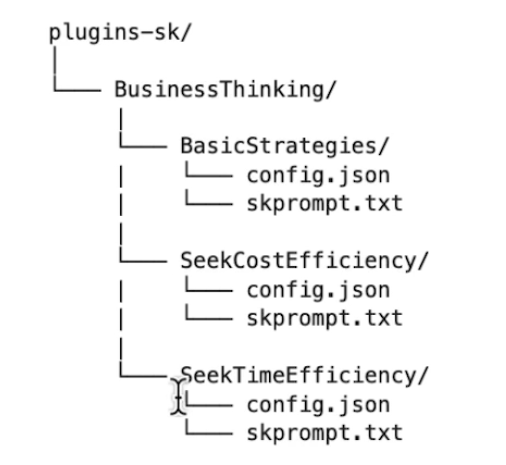 plugins-sk/
BusinessThinking/
BasicStrategies/
config.json
skprompt.txt
SeekCostEfficiency/
config.json
skprompt.txt
SeekTimeEfficiency/
config.json
skprompt.txt